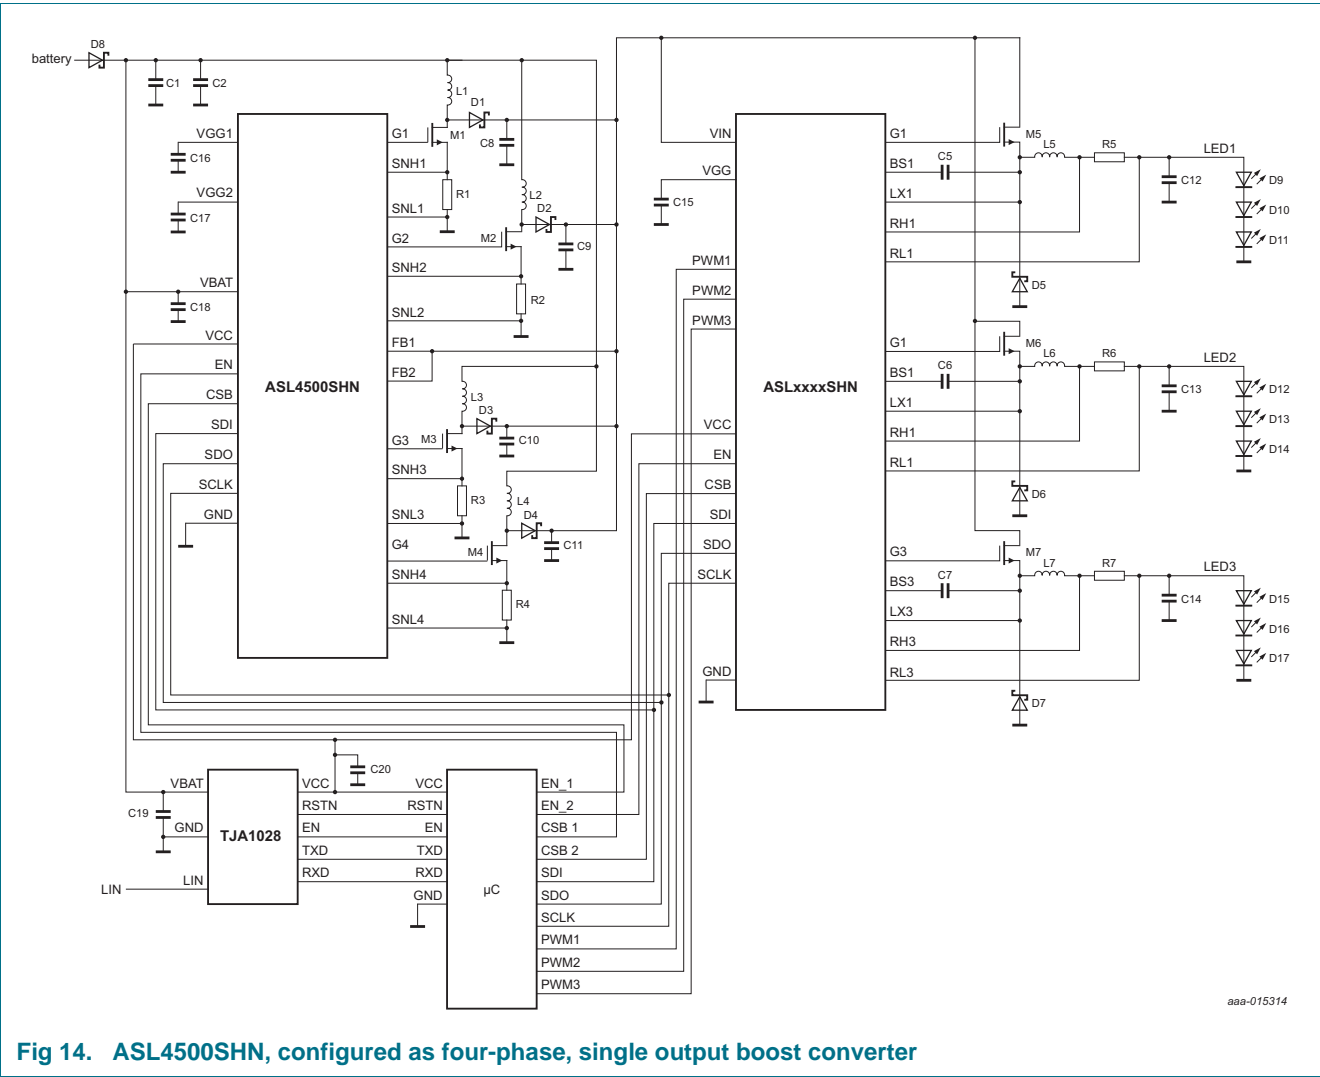 battery
D8
C1
C2
L1
D1
M1
C8
R1
L2
D2
M2
C9
R2
L3
D3
M3
C10
R3
L4
D4
M4
C11
R4
C16
C17
C18
VGG1
VGG2
VBAT
VCC
EN
CSB
SDI
SDO
SCLK
GND
ASL4500SHN
G1
SNH1
SNL1
G2
SNH2
SNL2
FB1
FB2
G3
SNH3
SNL3
G4
SNH4
SNL4
VIN
VGG
C15
PWM1
PWM2
PWM3
VCC
EN
CSB
SDI
SDO
SCLK
GND
ASLxxxxSHN
G1
BS1
LX1
RH1
RL1
C5
M5
L5
R5
D5
LED1
C12
D9
D10
D11
G1
BS1
LX1
RH1
RL1
C6
M6
L6
R6
D6
LED2
C13
D12
D13
D14
G3
BS3
LX3
RH3
RL3
C7
M7
L7
R7
D7
LED3
C14
D15
D16
D17
VBAT
C19
GND
LIN
LIN
TJA1028
VCC
RSTN
EN
TXD
RXD
C20
VCC
RSTN
EN
TXD
RXD
GND
µC
EN_1
EN_2
CSB 1
CSB 2
SDI
SDO
SCLK
PWM1
PWM2
PWM3
aaa-015314
Fig 14. ASL4500SHN, configured as four-phase, single output boost converter